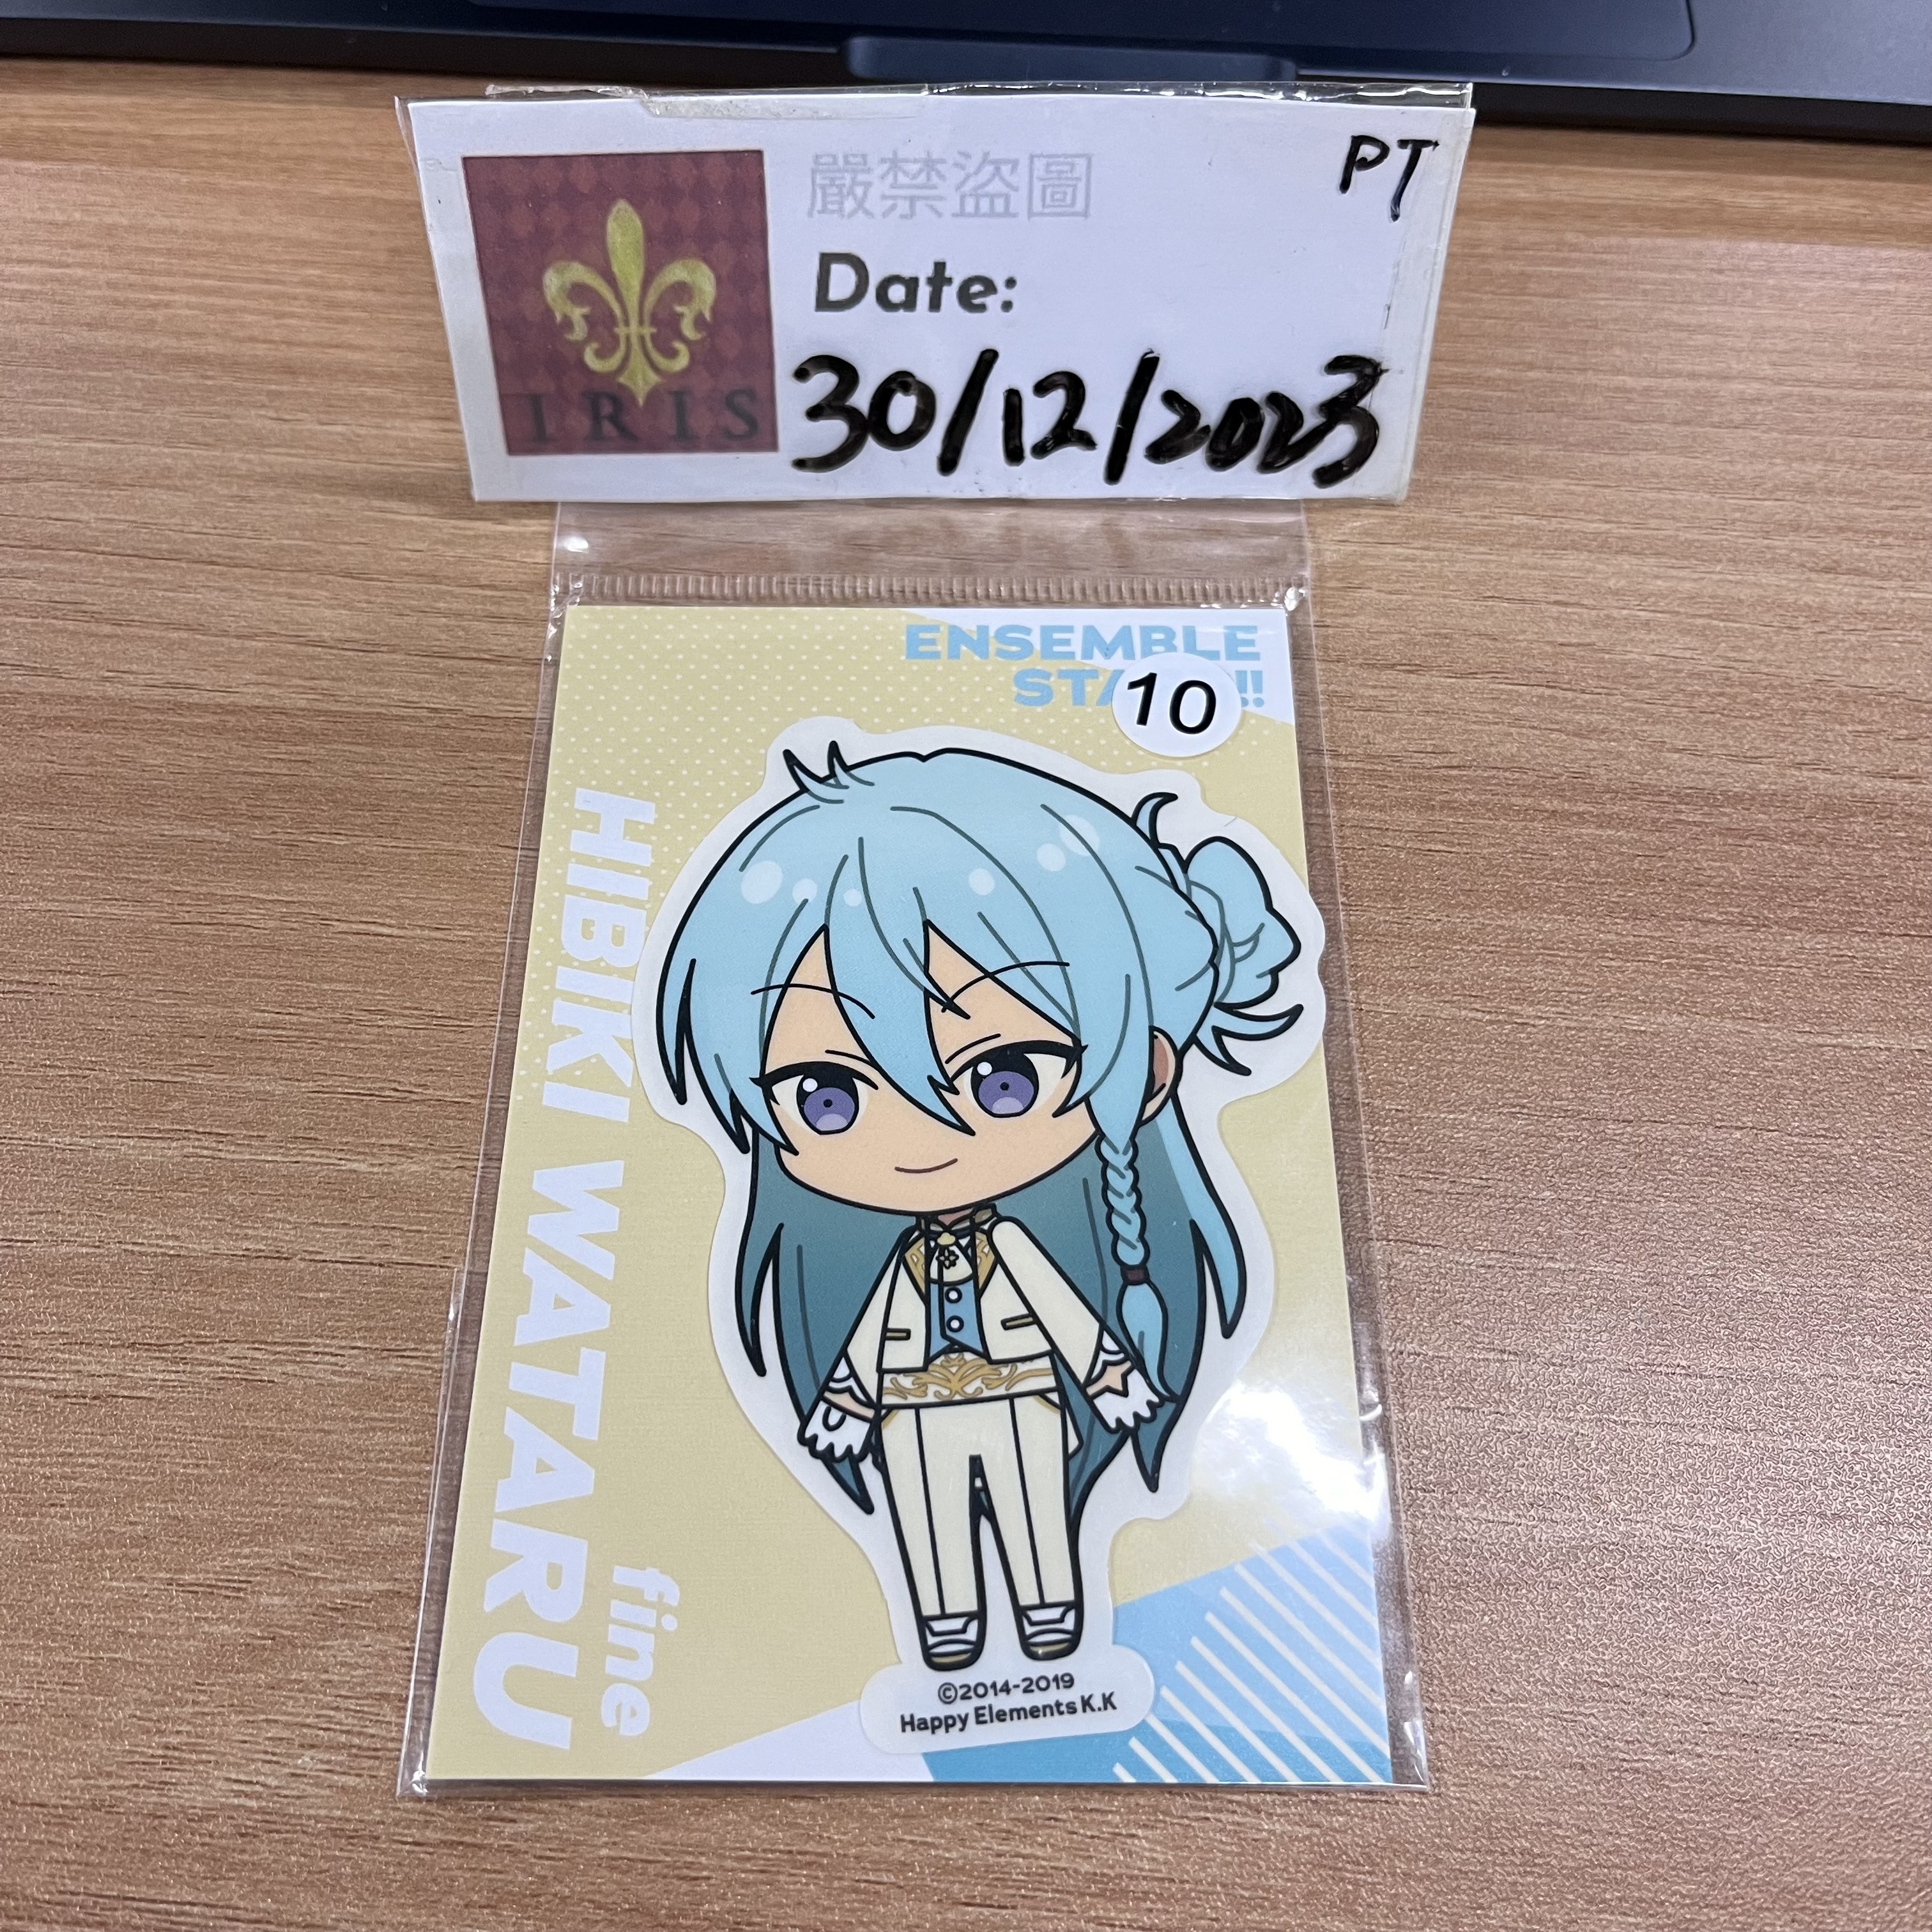 嚴禁盜圖
PT
Date:
30/12/2023
IRIS
ENSEMBLE
10
!!
HIBIKI WATARU
fine
©2014-2019
Happy Elements K.K